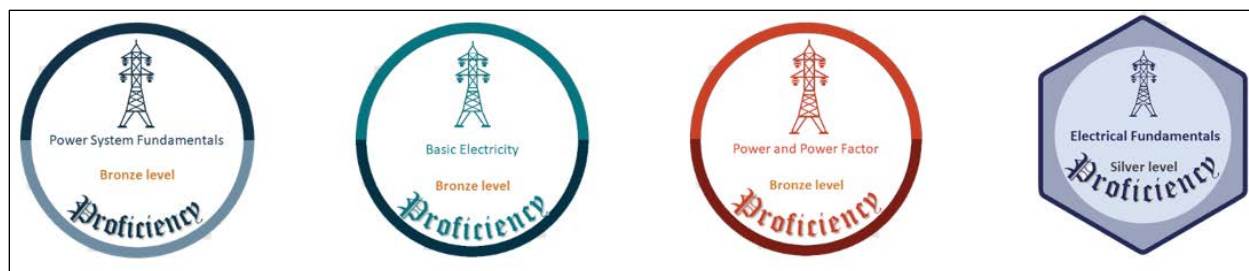 Power System Fundamentals
Bronze level
Proficiency
Basic Electricity
Bronze level
Proficiency
Power and Power Factor
Bronze level
Proficiency
Electrical Fundamentals
Silver level
Proficiency